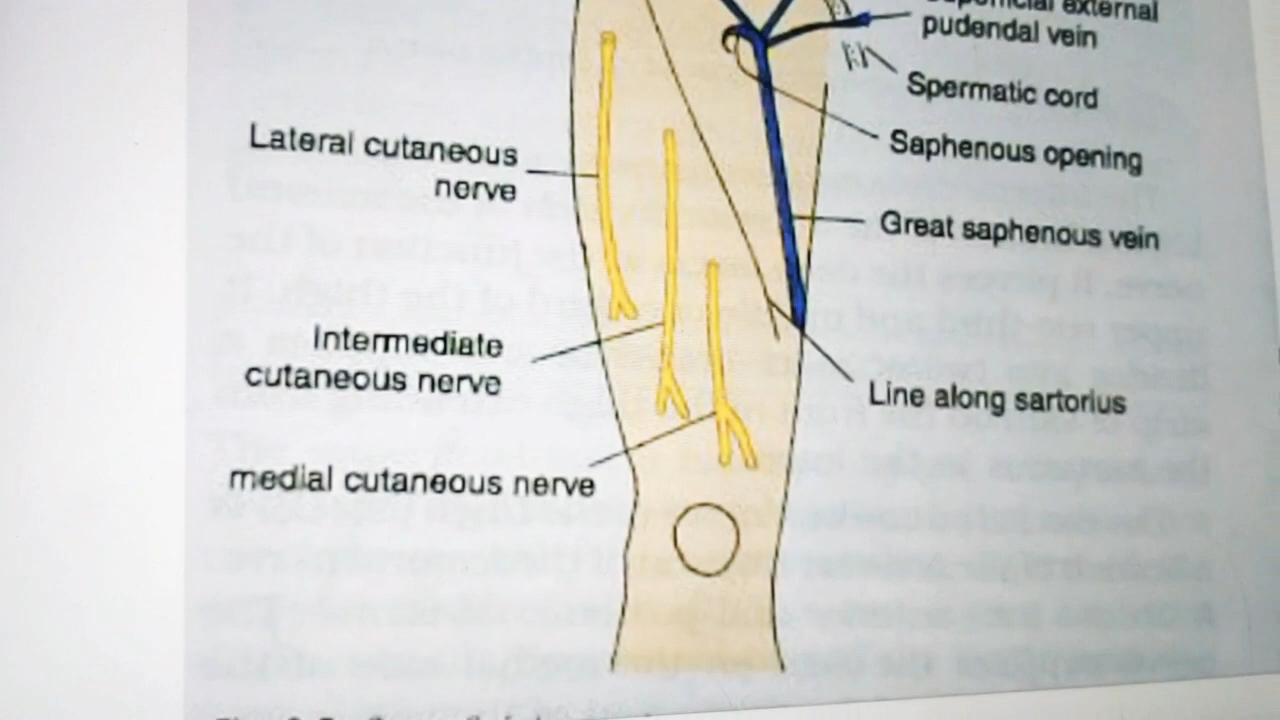 external
pudendal vein
Spermatic cord
Saphenous opening
Great saphenous vein
Line along sartorius
Lateral cutaneous
nerve
Intermediate
cutaneous nerve
medial cutaneous nerve